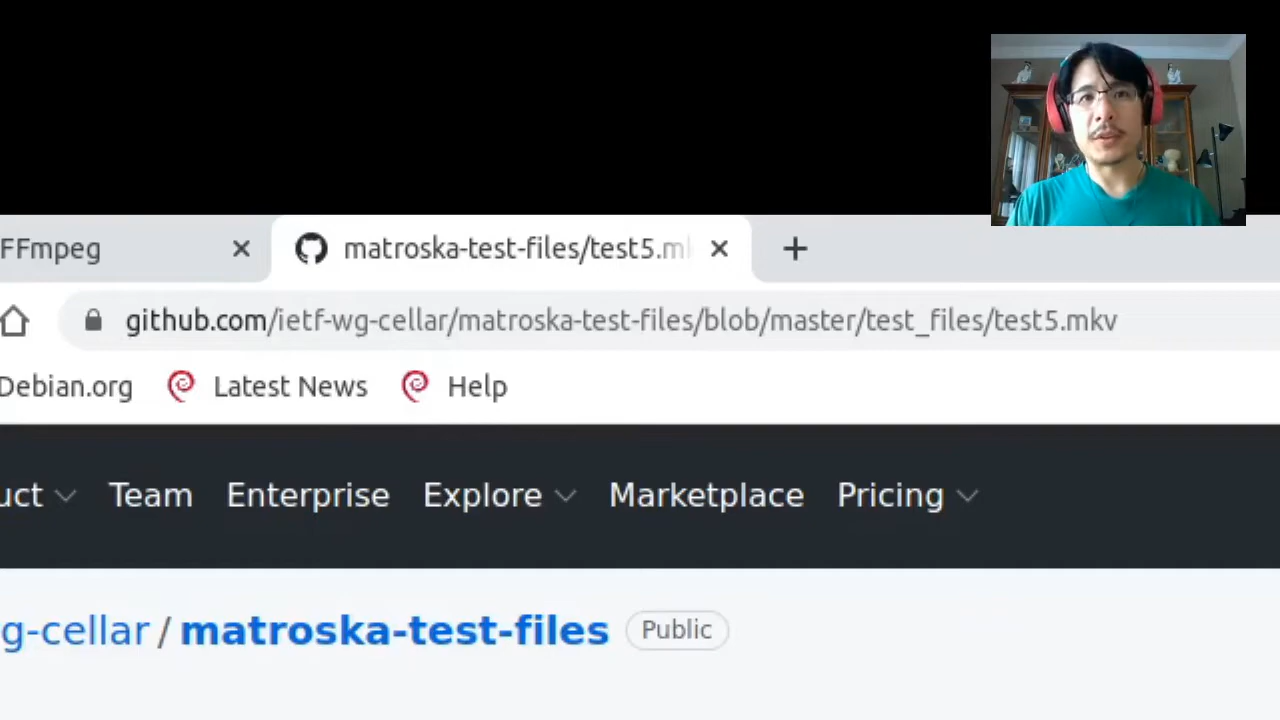 FFmpeg
matroska-test-files/test5.m
github.com/ietf-wg-cellar/matroska-test-files/blob/master/test_files/test5.mkv
Debian.org Latest News Help
uct Team Enterprise Explore Marketplace Pricing
g-cellar / matroska-test-files Public